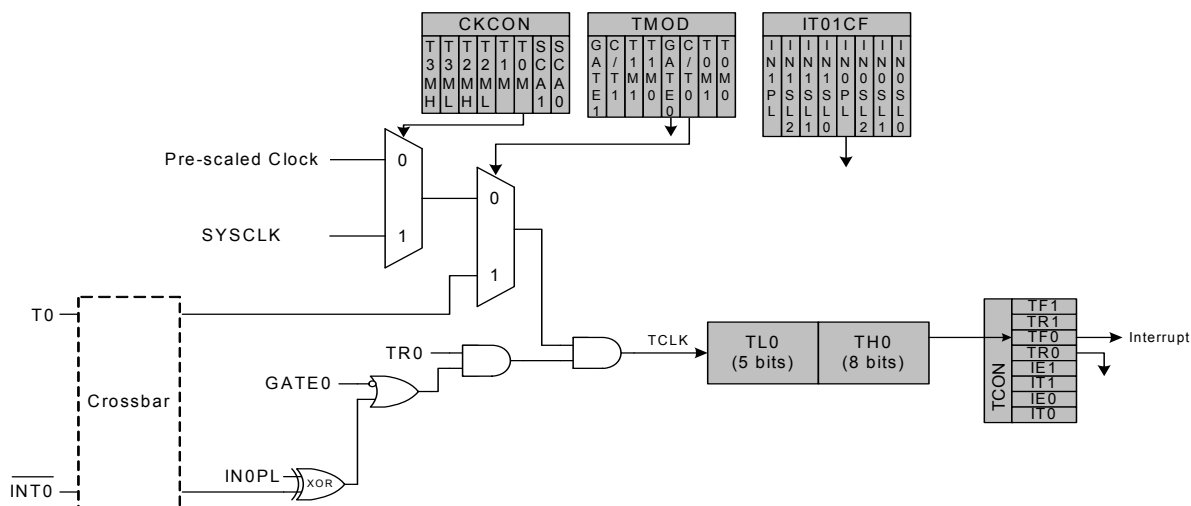 CKCON
T3MH T3ML T2MH T2ML T1M T0M SCA1 SCA0
TMOD
GATE1 C/T1 T1M1 T1M0 GATE0 C/T0 T0M1 T0M0
IT01CF
IN1PL IN1SL2 IN1SL1 IN1SL0 IN0PL IN0SL2 IN0SL1 IN0SL0
Pre-scaled Clock
0
SYSCLK
1
0
1
T0
Crossbar
INT0
TR0
GATE0
IN0PL
XOR
TCLK
TL0
(5 bits)
TH0
(8 bits)
TCON
TF1
TR1
TF0
TR0
IE1
IT1
IE0
IT0
Interrupt